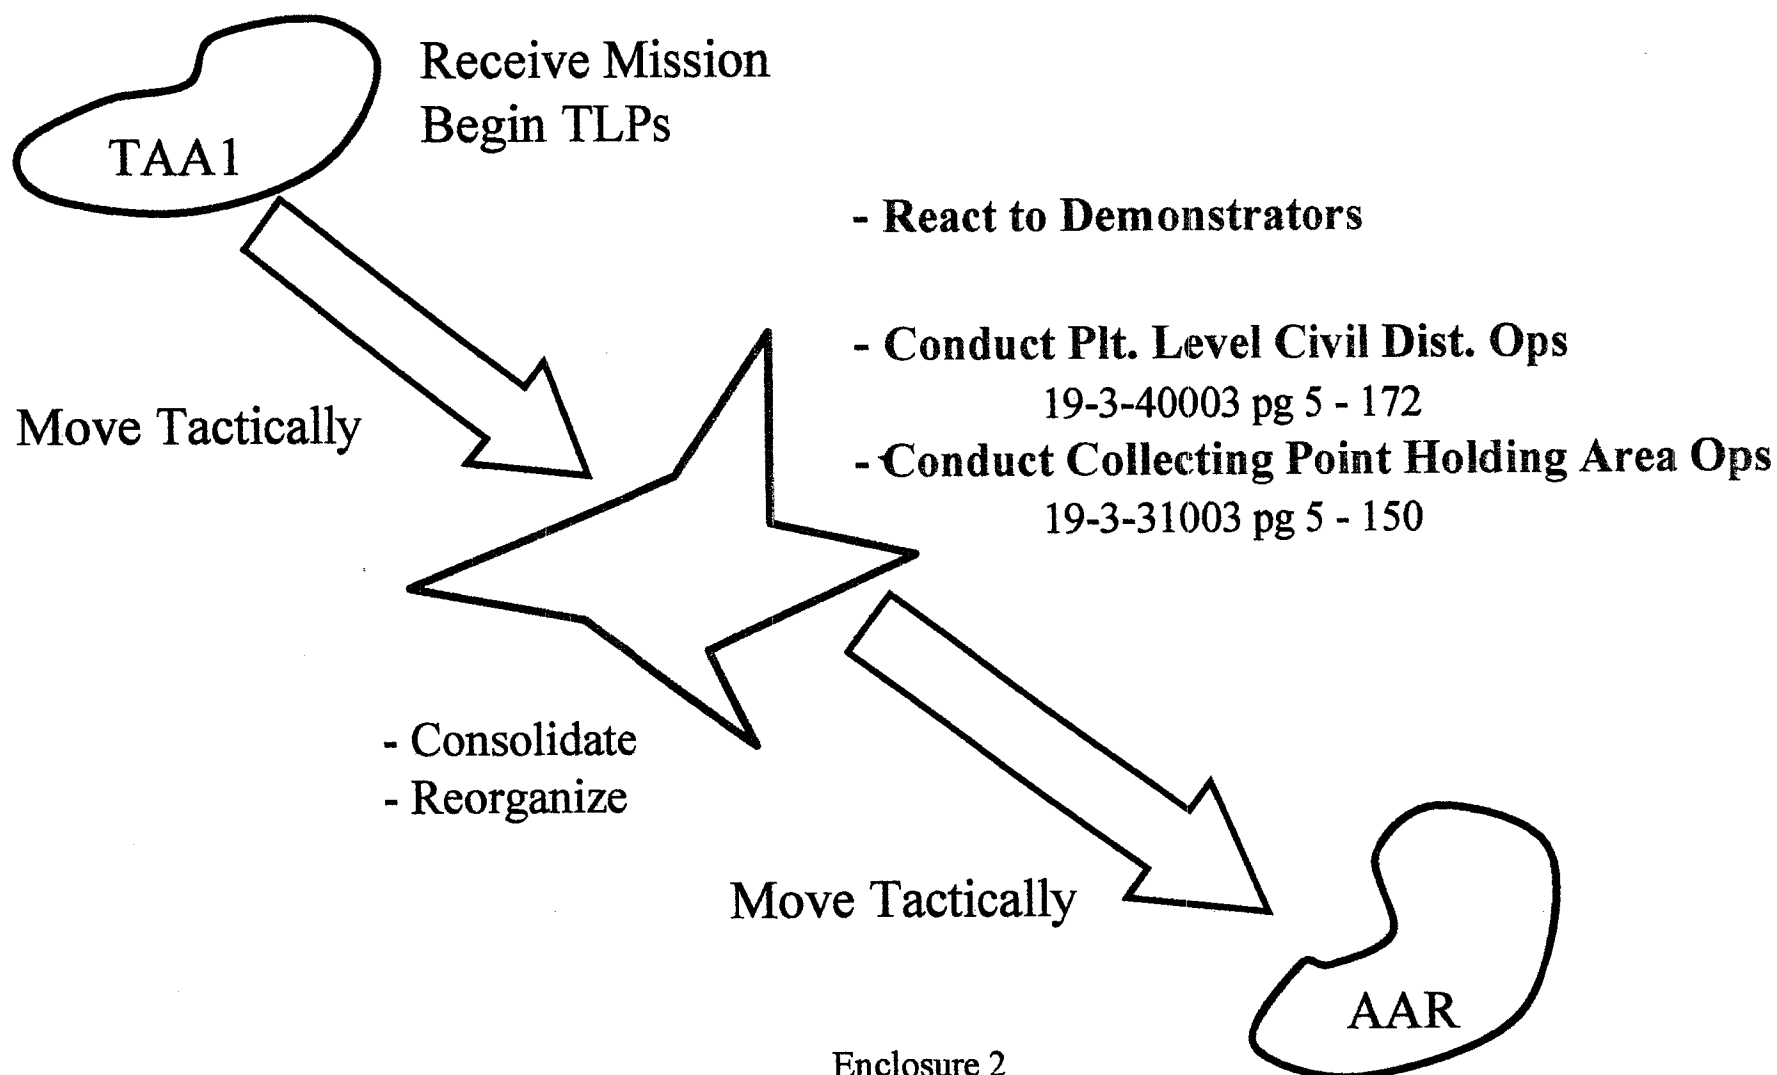 Receive Mission
Begin TLPs
TAA1
- React to Demonstrators
- Conduct Plt. Level Civil Dist. Ops
19-3-40003 pg 5 - 172
Move Tactically
- Conduct Collecting Point Holding Area Ops
19-3-31003 pg 5 - 150
- Consolidate
- Reorganize
Move Tactically
AAR
Enclosure 2